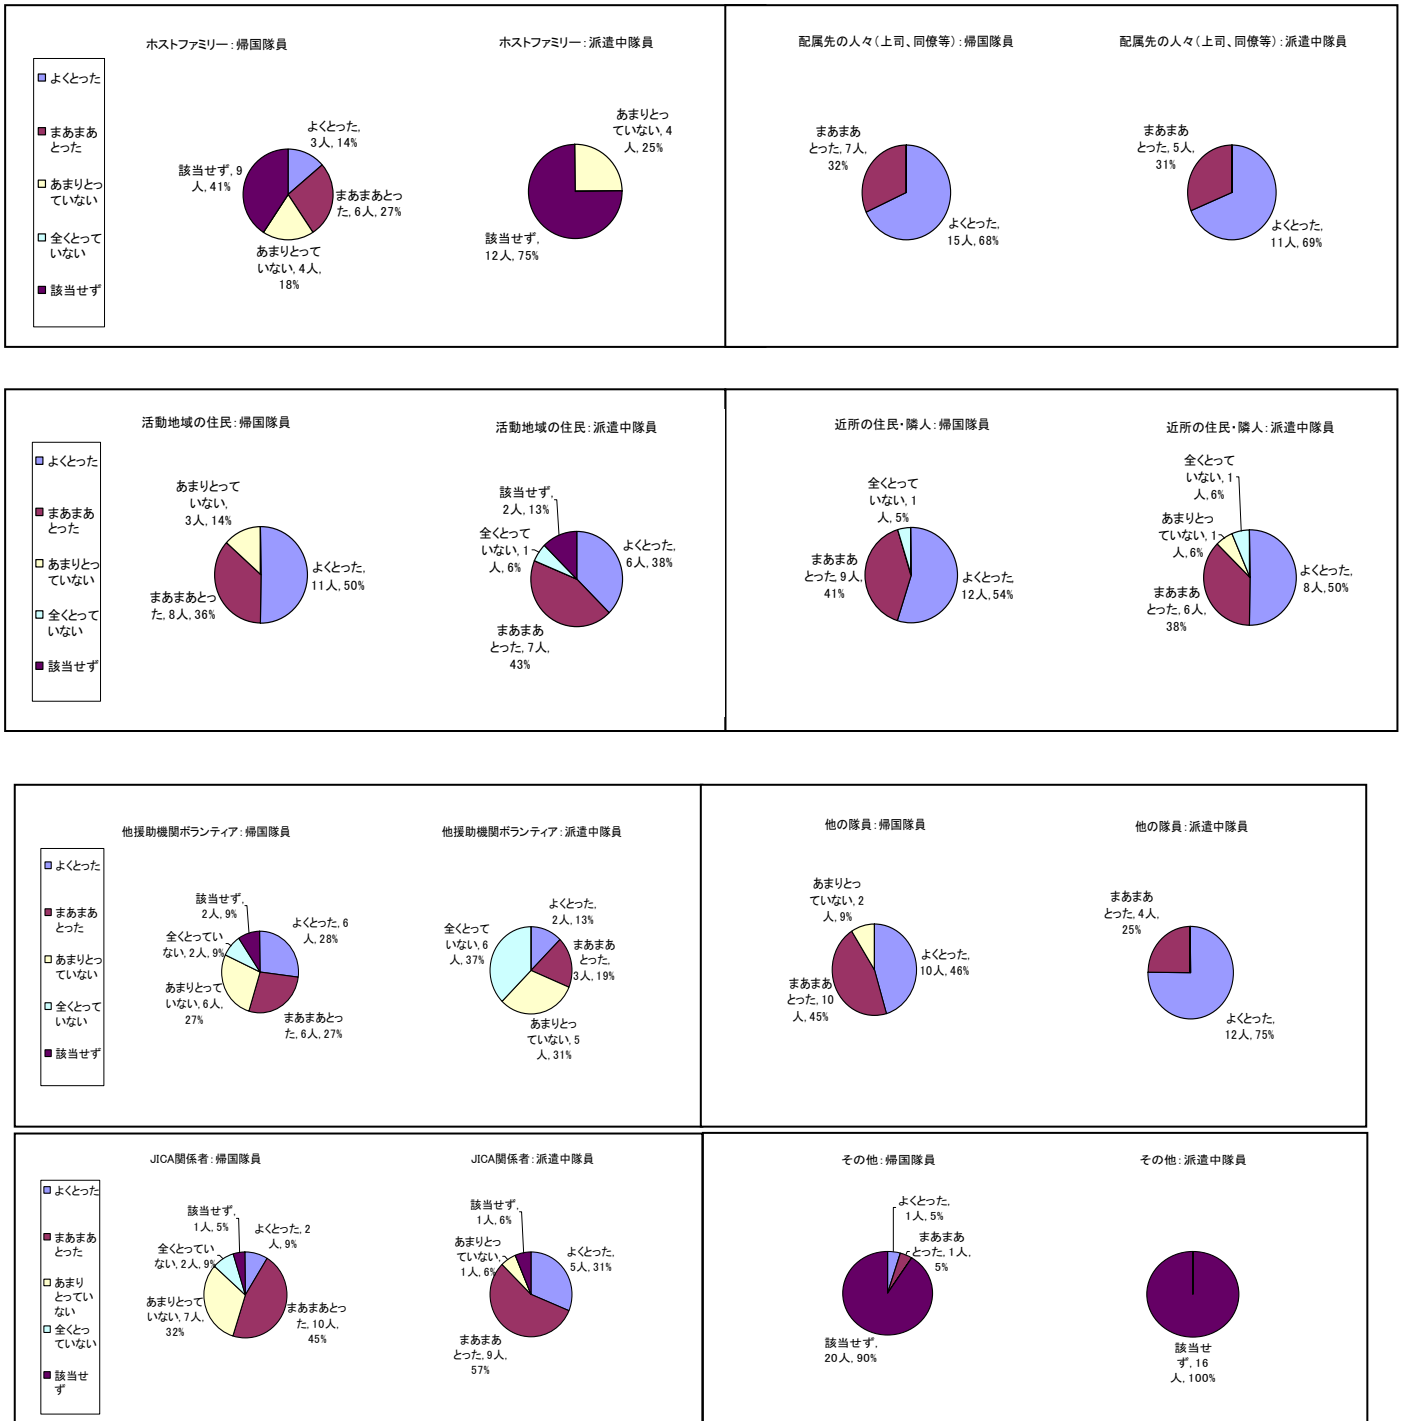 ホストファミリー：帰国隊員
よくとった
まあまあ
とった
あまりとっ
ていない
全くとって
いない
該当せず
よくとった,
3人, 14%
まあまあとっ
た, 6人, 27%
あまりとって
いない, 4人,
18%
該当せず, 9
人, 41%
ホストファミリー：派遣中隊員
あまりとっ
ていない, 4
人, 25%
該当せず,
12人, 75%
配属先の人々（上司、同僚等）：帰国隊員
まあまあ
とった, 7人,
32%
よくとった,
15人, 68%
配属先の人々（上司、同僚等）：派遣中隊員
まあまあ
とった, 5人,
31%
よくとった,
11人, 69%
活動地域の住民：帰国隊員
よくとった
まあまあ
とった
あまりとっ
ていない
全くとって
いない
該当せず
あまりとって
いない,
3人, 14%
よくとった,
11人, 50%
まあまあとっ
た, 8人, 36%
活動地域の住民：派遣中隊員
該当せず,
2人, 13%
全くとって
いない, 1
人, 6%
よくとった,
6人, 38%
まあまあ
とった, 7人,
43%
近所の住民・隣人：帰国隊員
全くとって
いない, 1
人, 5%
まあまあ
とった, 9人,
41%
よくとった,
12人, 54%
近所の住民・隣人：派遣中隊員
全くとって
いない, 1
人, 6%
あまりとっ
ていない, 1
人, 6%
よくとった,
8人, 50%
まあまあ
とった, 6人,
38%
他援助機関ボランティア：帰国隊員
よくとった
まあまあ
とった
あまりとっ
ていない
全くとって
いない
該当せず
該当せず,
2人, 9%
よくとった, 6
人, 28%
全くとってい
ない, 2人, 9%
あまりとって
いない, 6人,
27%
まあまあとっ
た, 6人, 27%
他援助機関ボランティア：派遣中隊員
よくとった,
2人, 13%
全くとって
いない, 6
人, 37%
まあまあ
とった,
3人, 19%
あまりとっ
ていない, 5
人, 31%
他の隊員：帰国隊員
あまりとっ
ていない, 2
人, 9%
よくとった,
10人, 46%
まあまあ
とった, 10
人, 45%
他の隊員：派遣中隊員
まあまあ
とった, 4人,
25%
よくとった,
12人, 75%
JICA関係者：帰国隊員
よくとった
まあまあ
とった
あまり
とってい
ない
全くとっ
ていない
該当せ
ず
該当せず,
1人, 5%
よくとった, 2
人, 9%
全くとってい
ない, 2人, 9%
あまりとって
いない, 7人,
32%
まあまあとっ
た, 10人,
45%
JICA関係者：派遣中隊員
該当せず,
1人, 6%
あまりとっ
ていない,
1人, 6%
よくとった,
5人, 31%
まあまあ
とった, 9人,
57%
その他：帰国隊員
よくとった,
1人, 5%
まあまあ
とった, 1人,
5%
該当せず,
20人, 90%
その他：派遣中隊員
該当せ
ず, 16
人, 100%